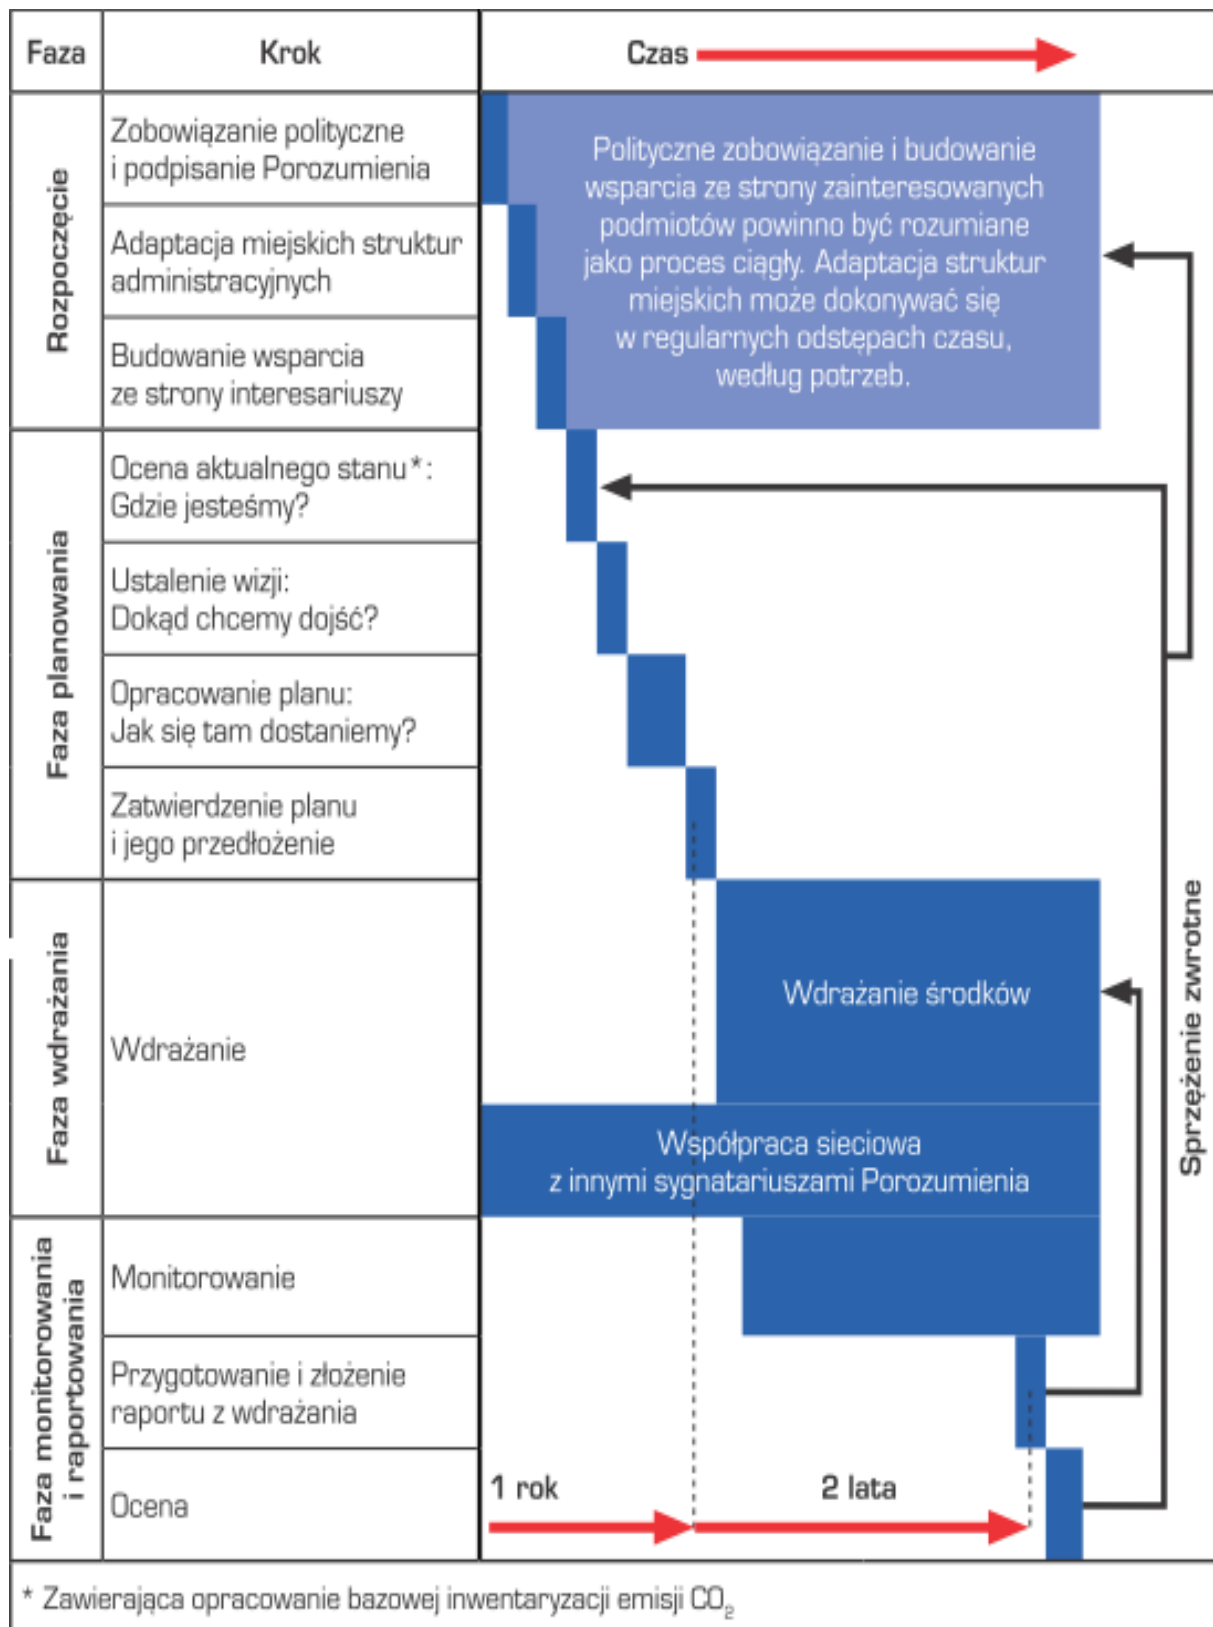 Faza
Krok
Czas
Rozpoczęcie
Zobowiązanie polityczne
i podpisanie Porozumienia
Adaptacja miejskich struktur
administracyjnych
Budowanie wsparcia
ze strony interesariuszy
Polityczne zobowiązanie i budowanie
wsparcia ze strony zainteresowanych
podmiotów powinno być rozumiane
jako proces ciągły. Adaptacja struktur
miejskich może dokonywać się
w regularnych odstępach czasu,
według potrzeb.
Faza planowania
Ocena aktualnego stanu*:
Gdzie jesteśmy?
Ustalenie wizji:
Dokąd chcemy dojść?
Opracowanie planu:
Jak się tam dostaniemy?
Zatwierdzenie planu
i jego przedłożenie
Faza wdrażania
Wdrażanie
Wdrażanie środków
Współpraca sieciowa
z innymi sygnatariuszami Porozumienia
Sprzężenie zwrotne
Faza monitorowania
i raportowania
Monitorowanie
Przygotowanie i złożenie
raportu z wdrażania
Ocena
1 rok
2 lata
* Zawierająca opracowanie bazowej inwentaryzacji emisji CO₂